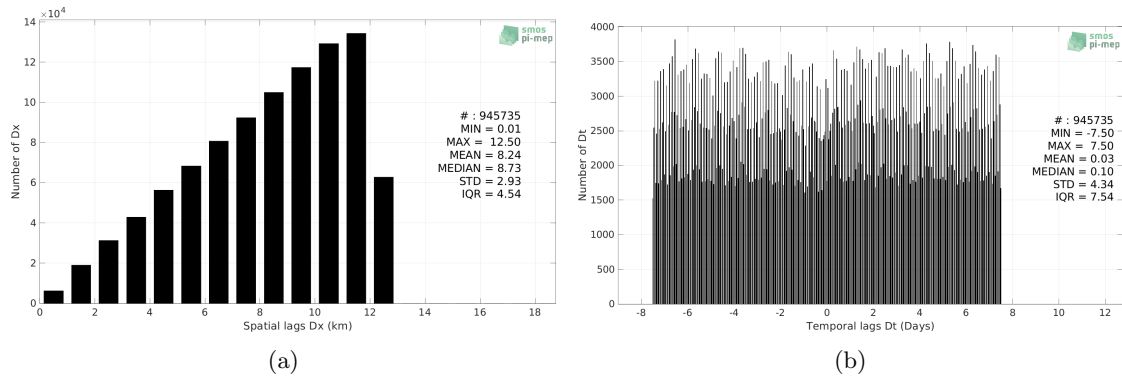 ×10⁴
14
12
10
8
6
4
2
0
Number of Dx
smos
pi-mep
# : 945735
MIN = 0.01
MAX = 12.50
MEAN = 8.24
MEDIAN = 8.73
STD = 2.93
IQR = 4.54
0 2 4 6 8 10 12 14 16 18
Spatial lags Dx (km)
(a)
4000
3500
3000
2500
2000
1500
1000
500
0
Number of Dt
smos
pi-mep
# : 945735
MIN = -7.50
MAX = 7.50
MEAN = 0.03
MEDIAN = 0.10
STD = 4.34
IQR = 7.54
-8 -6 -4 -2 0 2 4 6 8 10 12
Temporal lags Dt (Days)
(b)